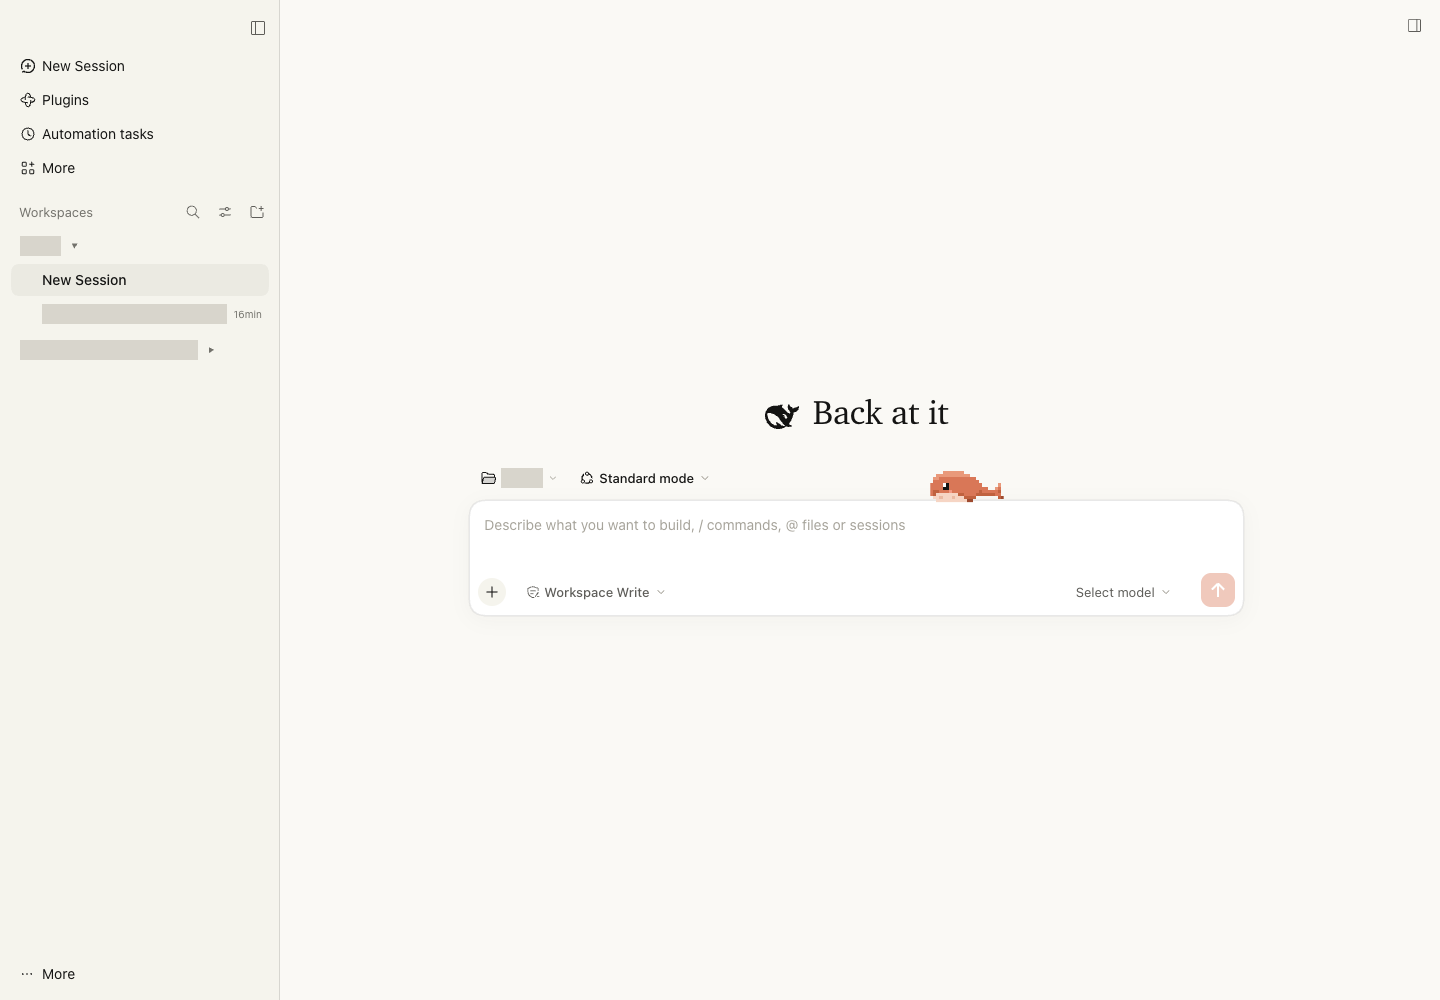 New Session
Plugins
Automation tasks
More
Workspaces
New Session
16min
More
Back at it
Standard mode
Describe what you want to build, / commands, @ files or sessions
Workspace Write
Select model